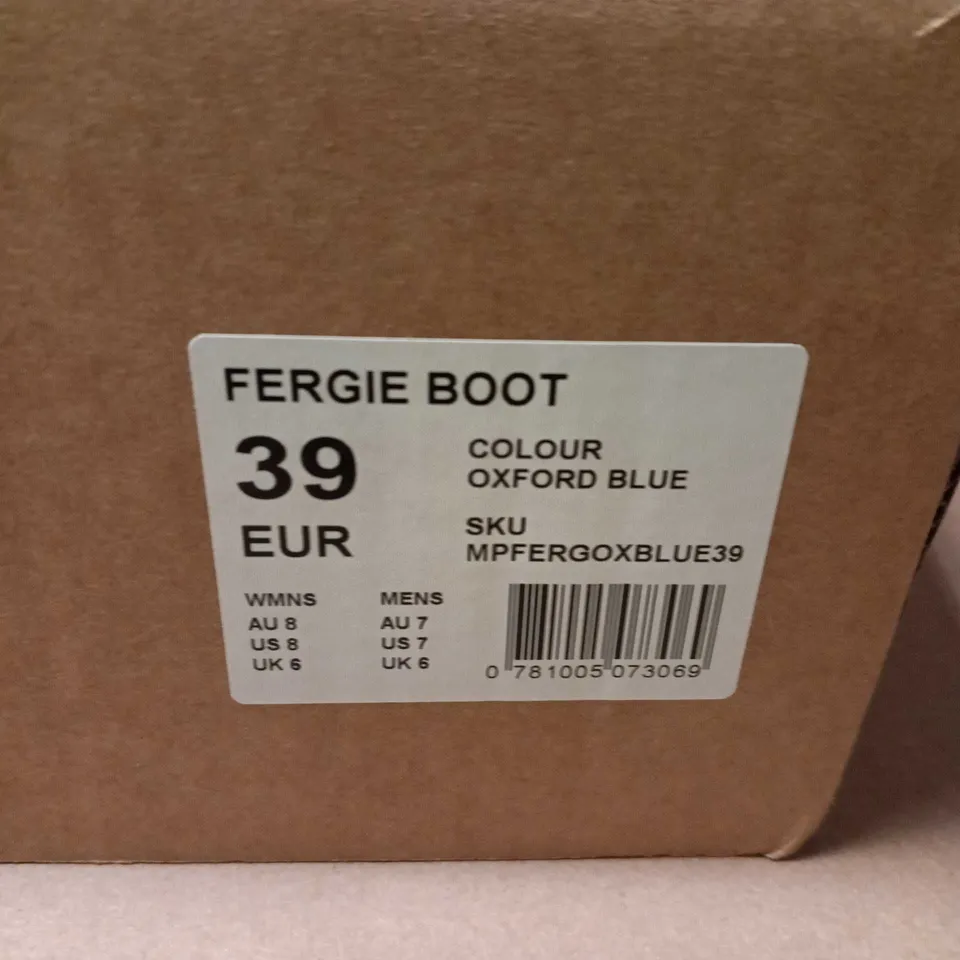 FERGIE BOOT
39
EUR
COLOUR
OXFORD BLUE
SKU
MPFERGOXBLUE39
WMNS
AU 8
US 8
UK 6
MENS
AU 7
US 7
UK 6
0 781005 073069